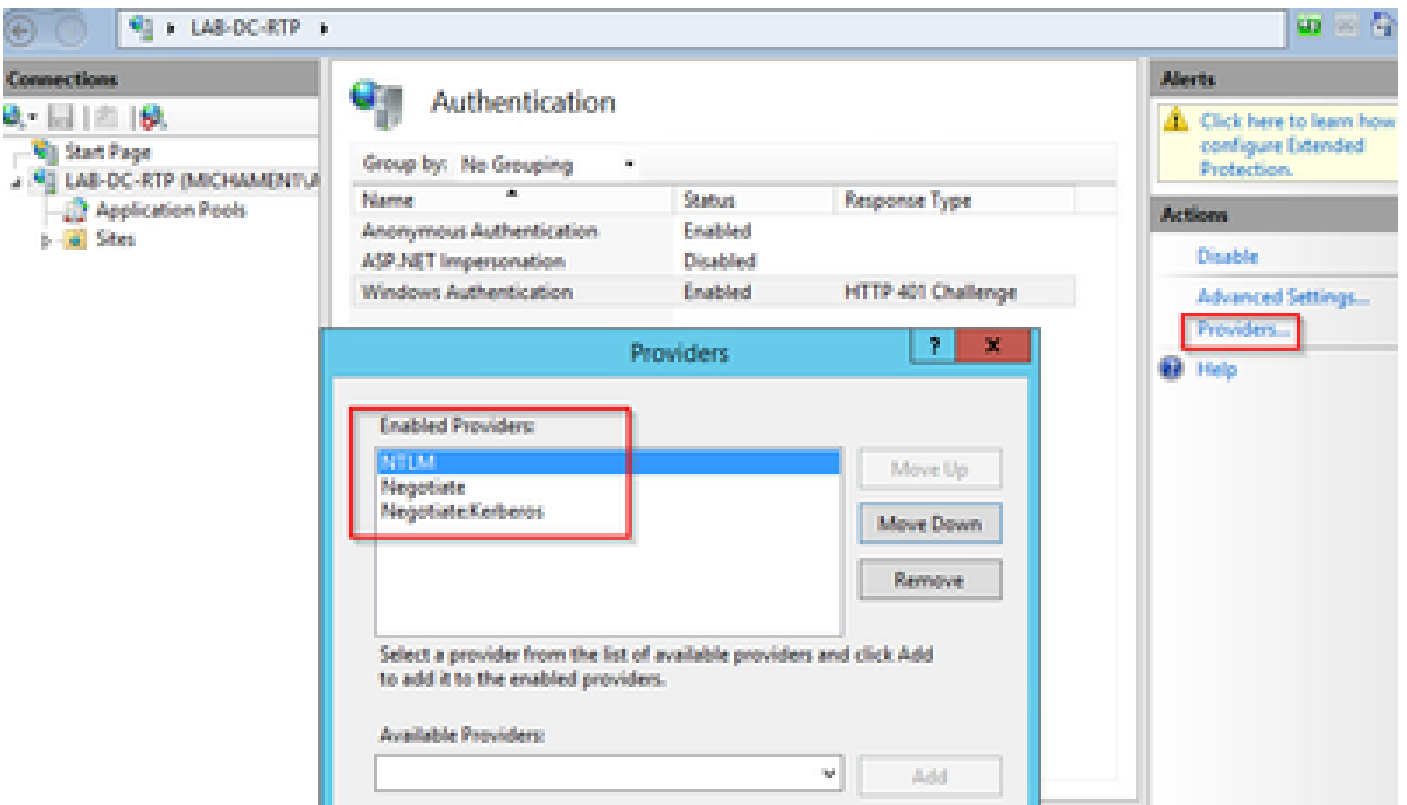 LAB-DC-RTP
Connections
Start Page
LAB-DC-RTP (MICHAMENT\A
Application Pools
Sites
Authentication
Group by: No Grouping
Name Status Response Type
Anonymous Authentication Enabled
ASP.NET Impersonation Disabled
Windows Authentication Enabled HTTP 401 Challenge
Providers
?
x
Enabled Providers:
NTLM
Negotiate
Negotiate:Kerberos
Move Up
Move Down
Remove
Select a provider from the list of available providers and click Add
to add it to the enabled providers.
Available Providers:
Add
Alerts
Click here to learn how
configure Extended
Protection.
Actions
Disable
Advanced Settings...
Providers...
Help